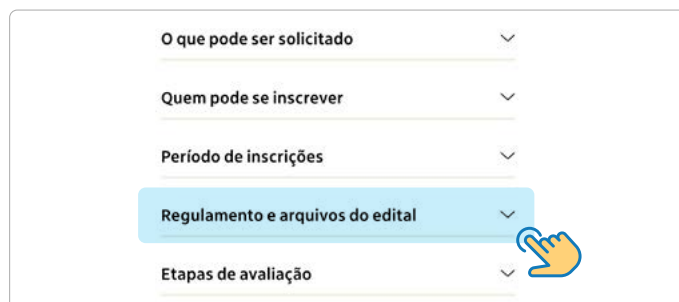 O que pode ser solicitado
Quem pode se inscrever
Período de inscrições
Regulamento e arquivos do edital
Etapas de avaliação